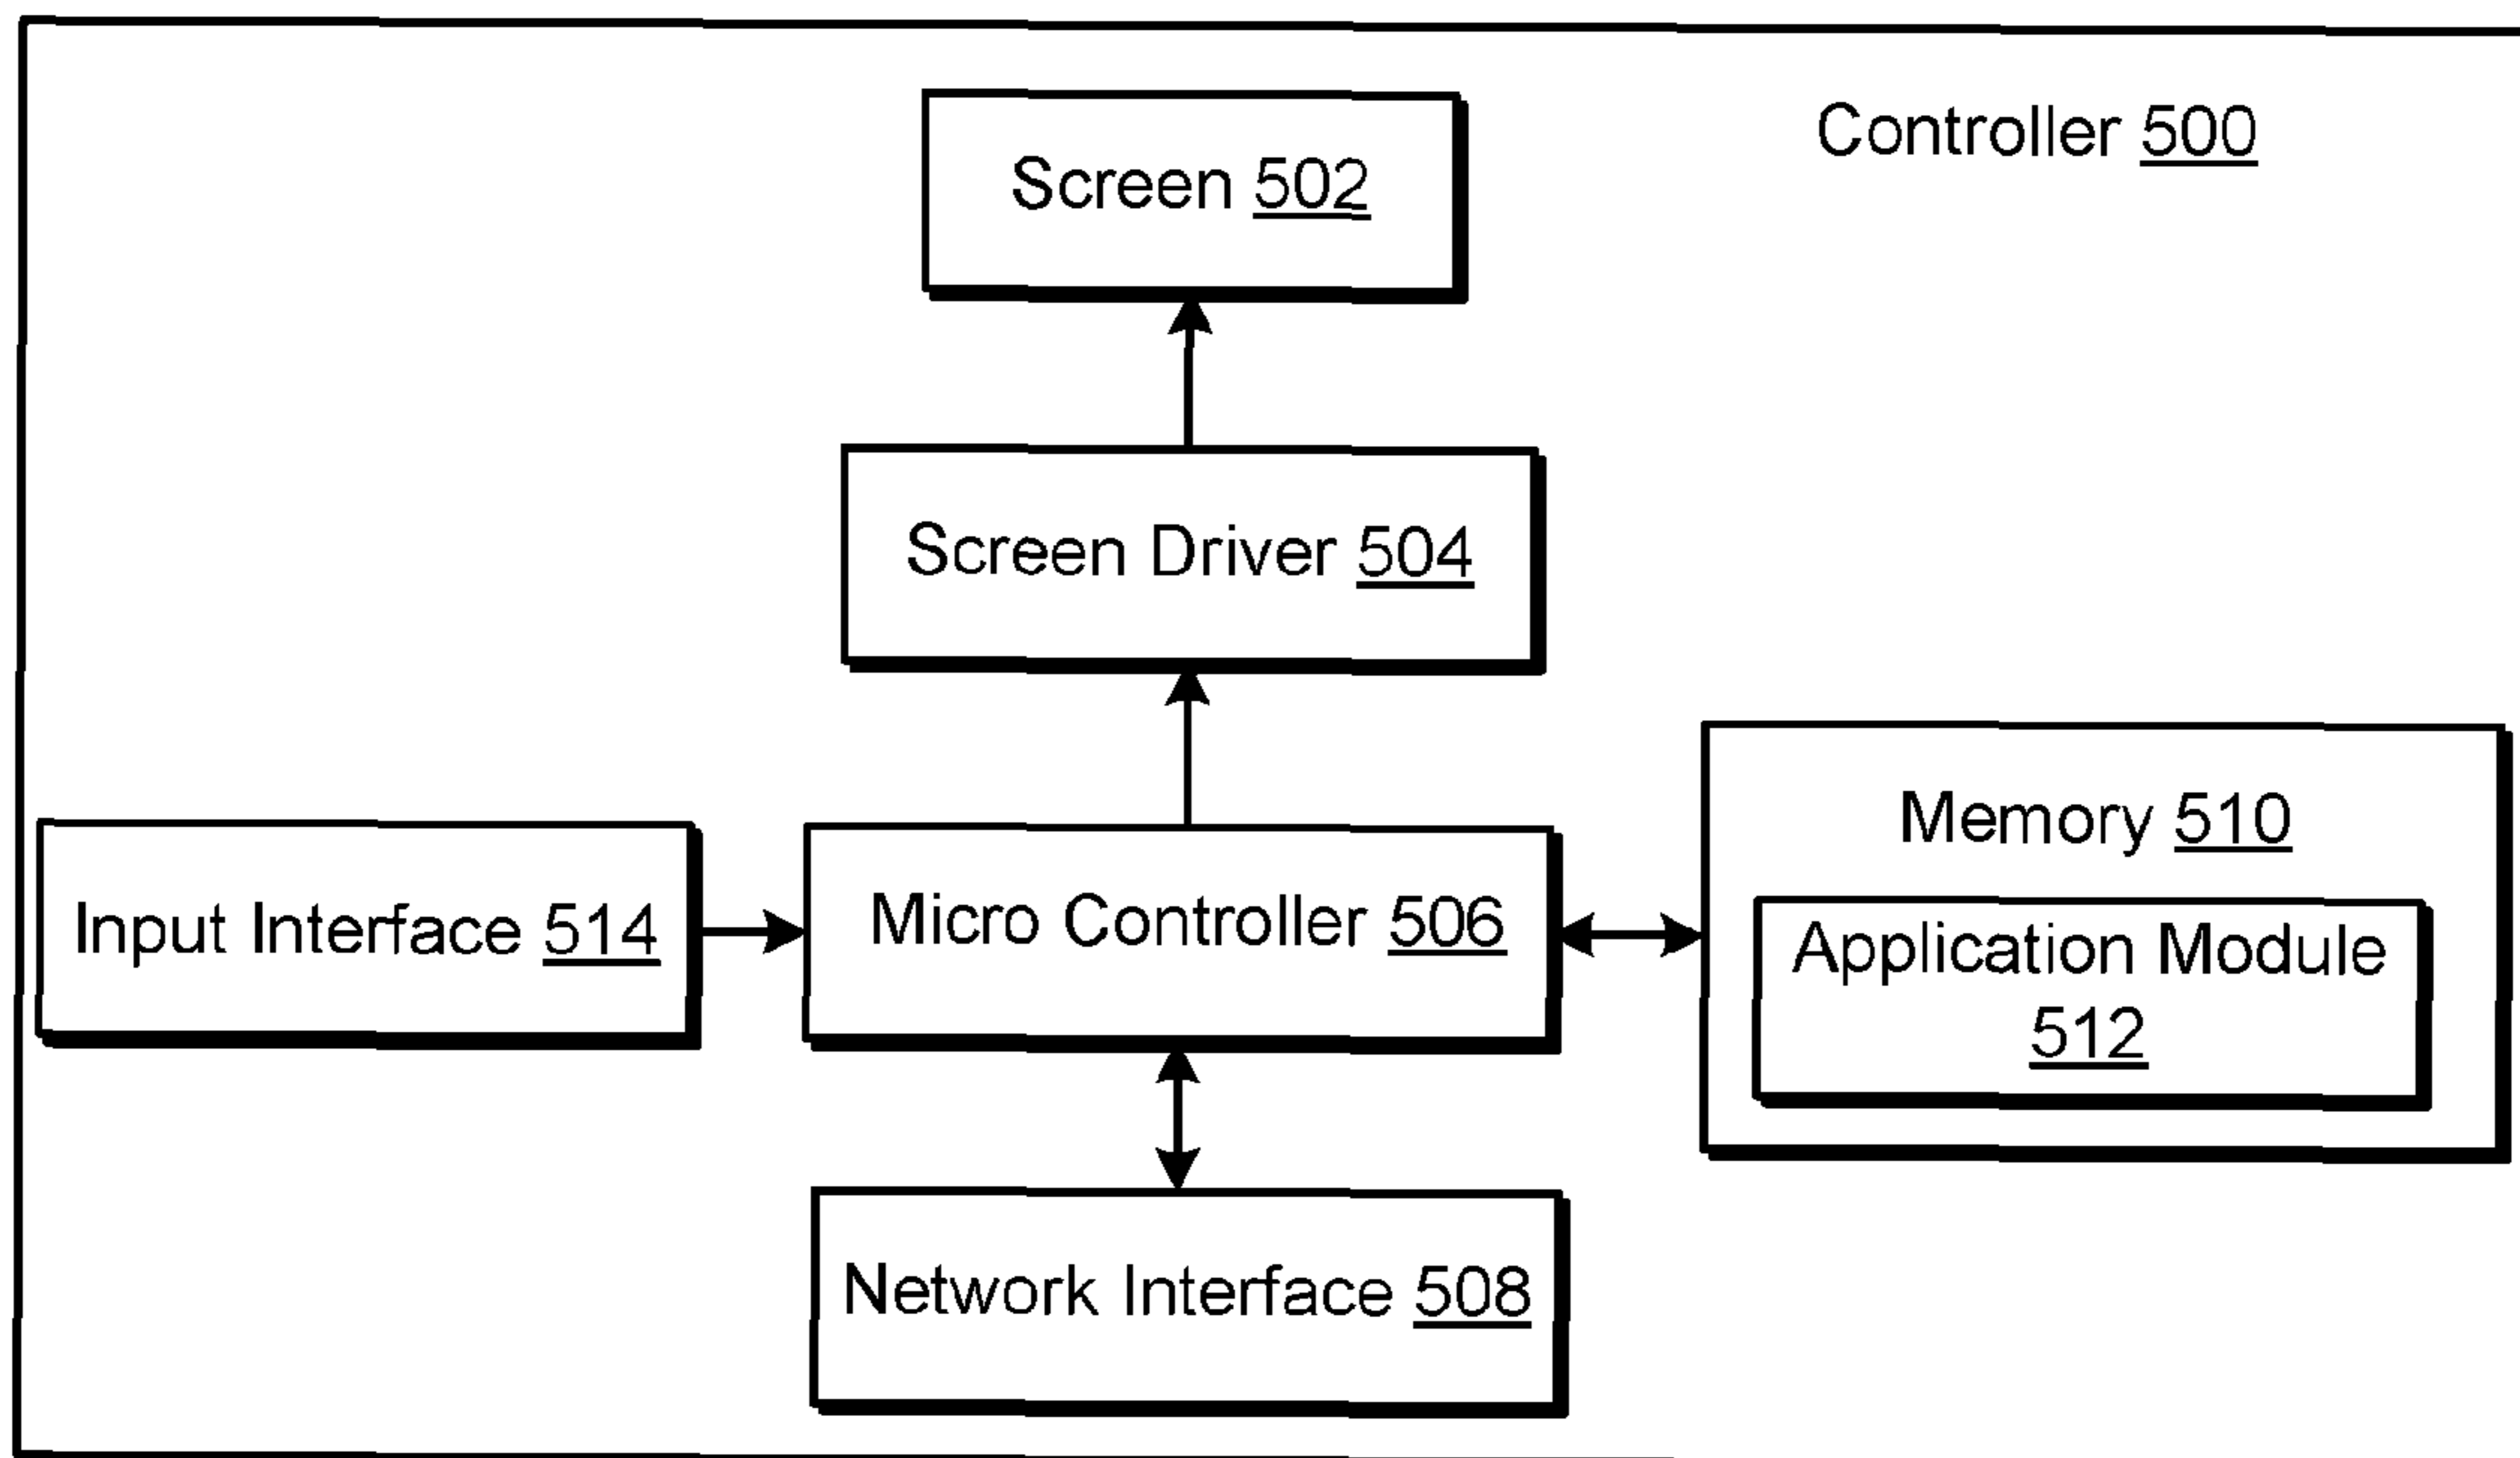 Controller 500
Screen 502
Screen Driver 504
Memory 510
Input Interface 514
Micro Controller 506
Application Module
512
Network Interface 508